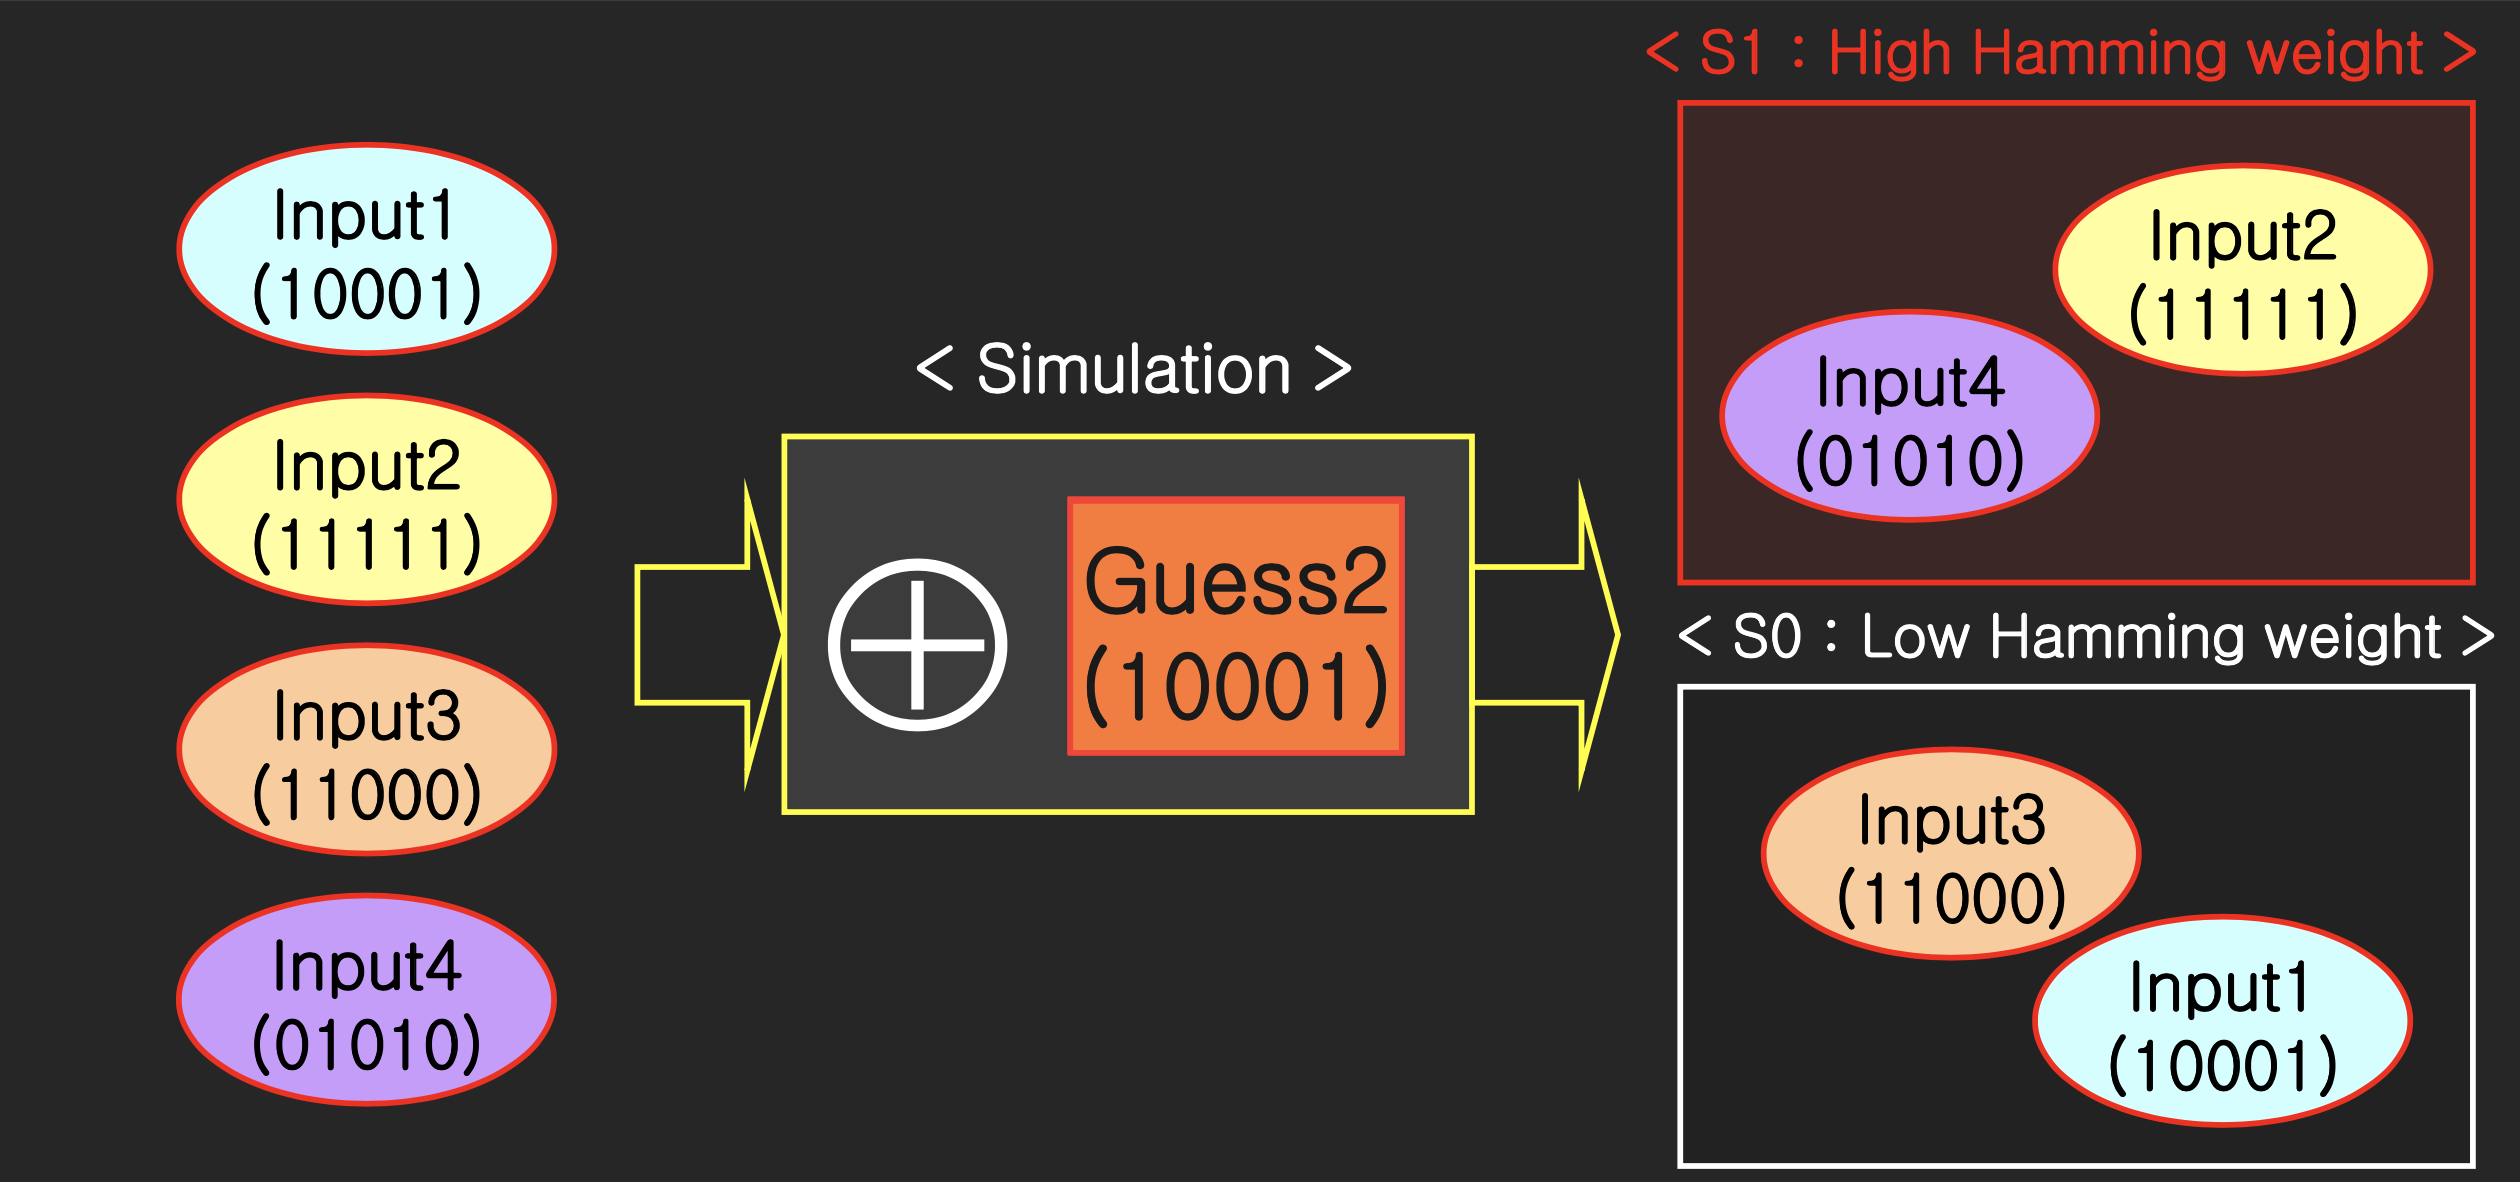 Input1
(10001)
Input2
(11111)
Input3
(11000)
Input4
(01010)
< Simulation >
Guess2
(10001)
< S1 : High Hamming weight >
Input2
(11111)
Input4
(01010)
< S0 : Low Hamming weight >
Input3
(11000)
Input1
(10001)